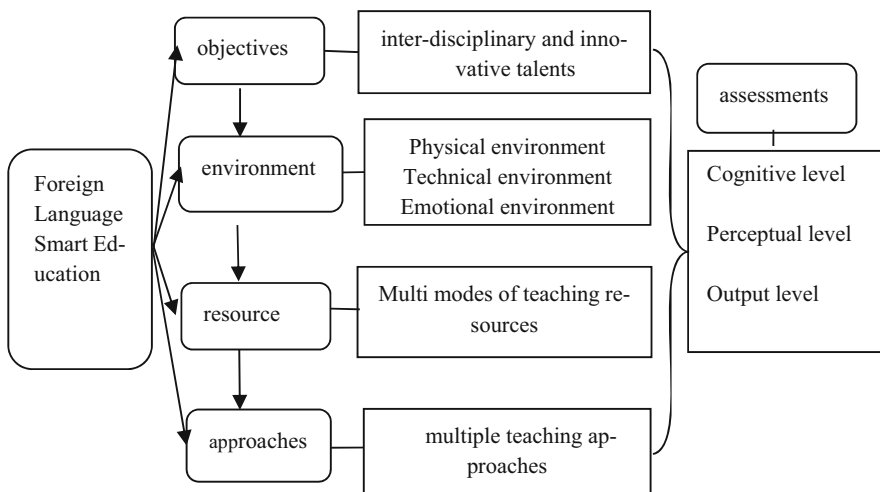 objectives
inter-disciplinary and inno-
vative talents
assessments
environment
Physical environment
Technical environment
Emotional environment
Foreign
Language
Smart Ed-
ucation
Cognitive level
Perceptual level
Output level
resource
Multi modes of teaching re-
sources
approaches
multiple teaching ap-
proaches